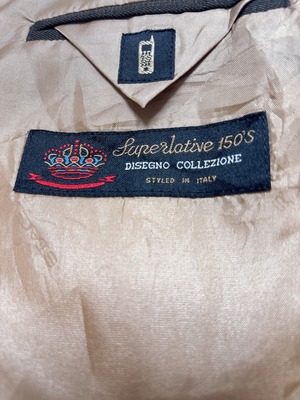 Superlative 150'S
DISEGNO COLLEZIONE
STYLED IN ITALY